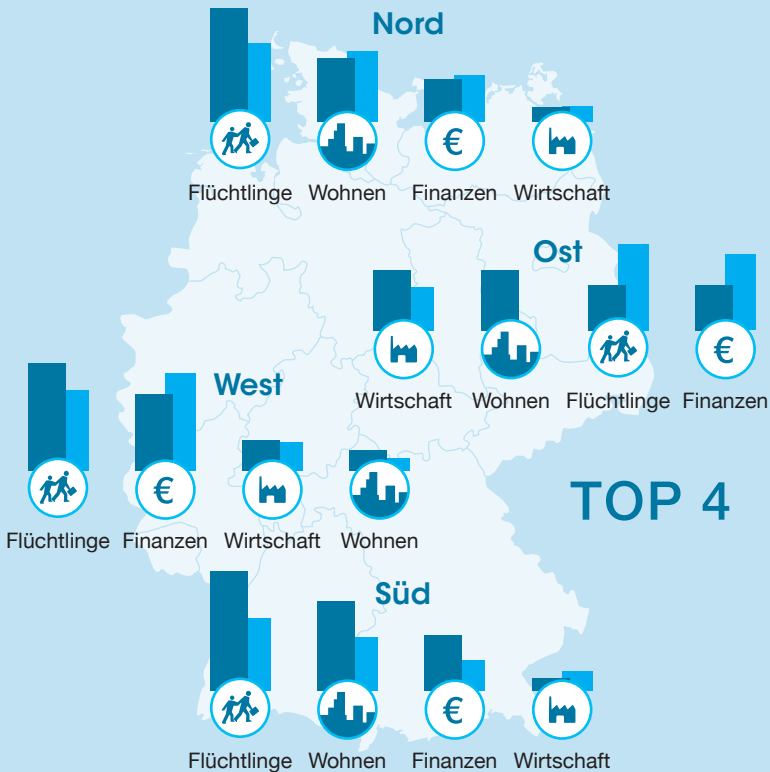 Nord
€
Flüchtlinge Wohnen Finanzen Wirtschaft
Ost
€
Wirtschaft Wohnen Flüchtlinge Finanzen
West
€
Flüchtlinge Finanzen Wirtschaft Wohnen
TOP 4
Süd
€
Flüchtlinge Wohnen Finanzen Wirtschaft